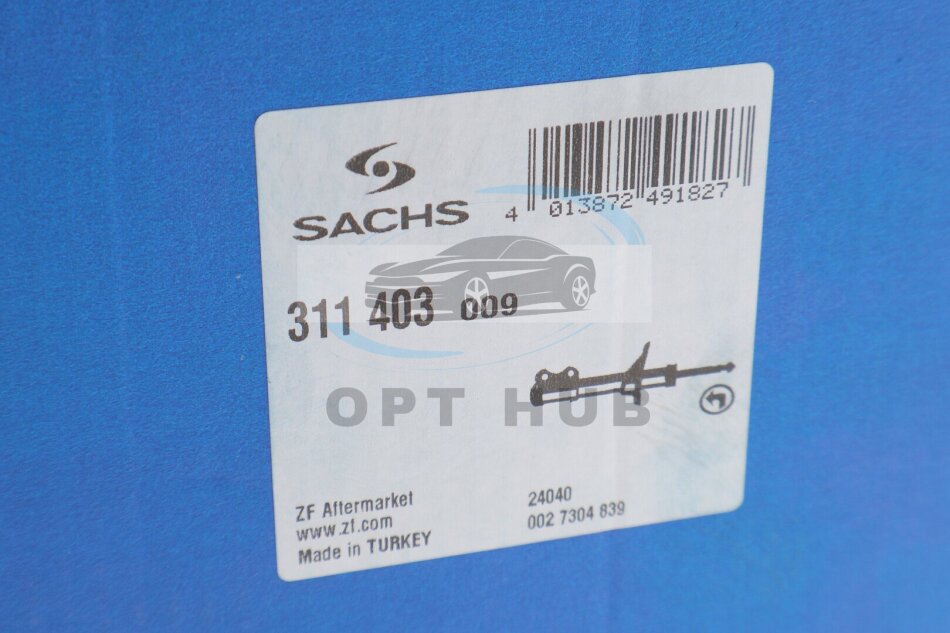 SACHS
4 013872 491827
311 403 009
OPT HUB
ZF Aftermarket
www.zf.com
Made in TURKEY
24040
002 7304 839